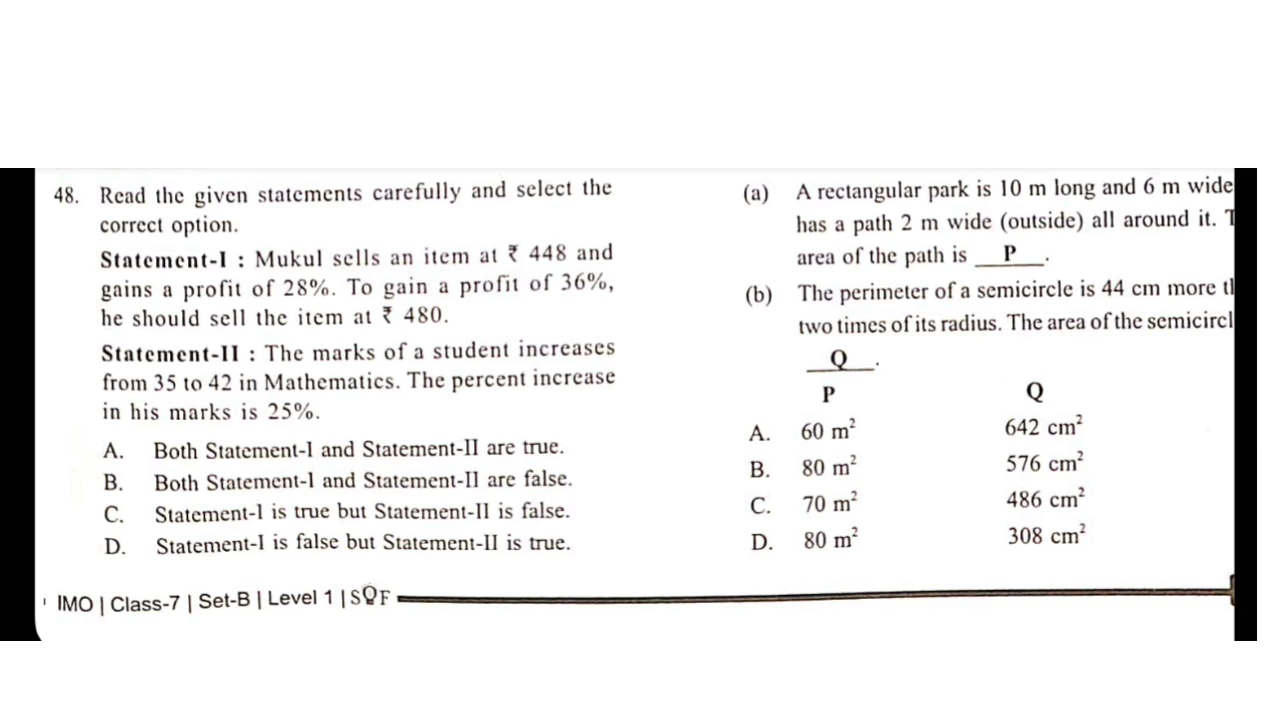 48. Read the given statements carefully and select the
correct option.
Statement-I : Mukul sells an item at ₹ 448 and
gains a profit of 28%. To gain a profit of 36%,
he should sell the item at ₹ 480.
Statement-II : The marks of a student increases
from 35 to 42 in Mathematics. The percent increase
in his marks is 25%.
A. Both Statement-I and Statement-II are true.
B. Both Statement-I and Statement-II are false.
C. Statement-I is true but Statement-II is false.
D. Statement-I is false but Statement-II is true.
IMO | Class-7 | Set-B | Level 1 | SOF
(a) A rectangular park is 10 m long and 6 m wide
has a path 2 m wide (outside) all around it.
area of the path is P .
(b) The perimeter of a semicircle is 44 cm more
two times of its radius. The area of the
Q .
P Q
A. 60 m² 642 cm²
B. 80 m² 576 cm²
C. 70 m² 486 cm²
D. 80 m² 308 cm²